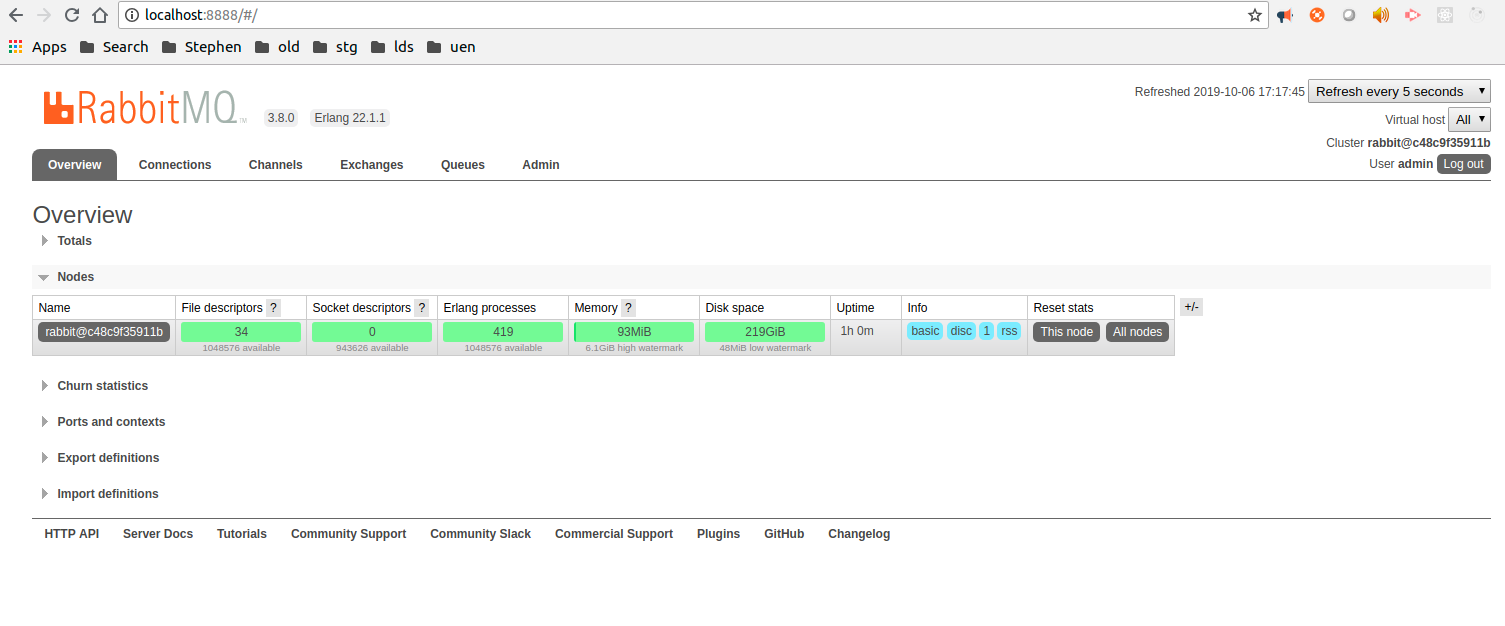 localhost:8888/#/
Apps Search Stephen old stg lds uen
RabbitMQ TM 3.8.0 Erlang 22.1.1
Refreshed 2019-10-06 17:17:45 Refresh every 5 seconds
Virtual host All
Cluster rabbit@c48c9f35911b
User admin Log out
Overview Connections Channels Exchanges Queues Admin
Overview
Totals
Nodes
Name File descriptors ? Socket descriptors ? Erlang processes Memory ? Disk space Uptime Info Reset stats +/-
rabbit@c48c9f35911b 34 0 419 93MiB 219GiB 1h 0m basic disc 1 rss This node All nodes
1048576 available 943626 available 1048576 available 6.1GiB high watermark 48MiB low watermark
Churn statistics
Ports and contexts
Export definitions
Import definitions
HTTP API Server Docs Tutorials Community Support Community Slack Commercial Support Plugins GitHub Changelog